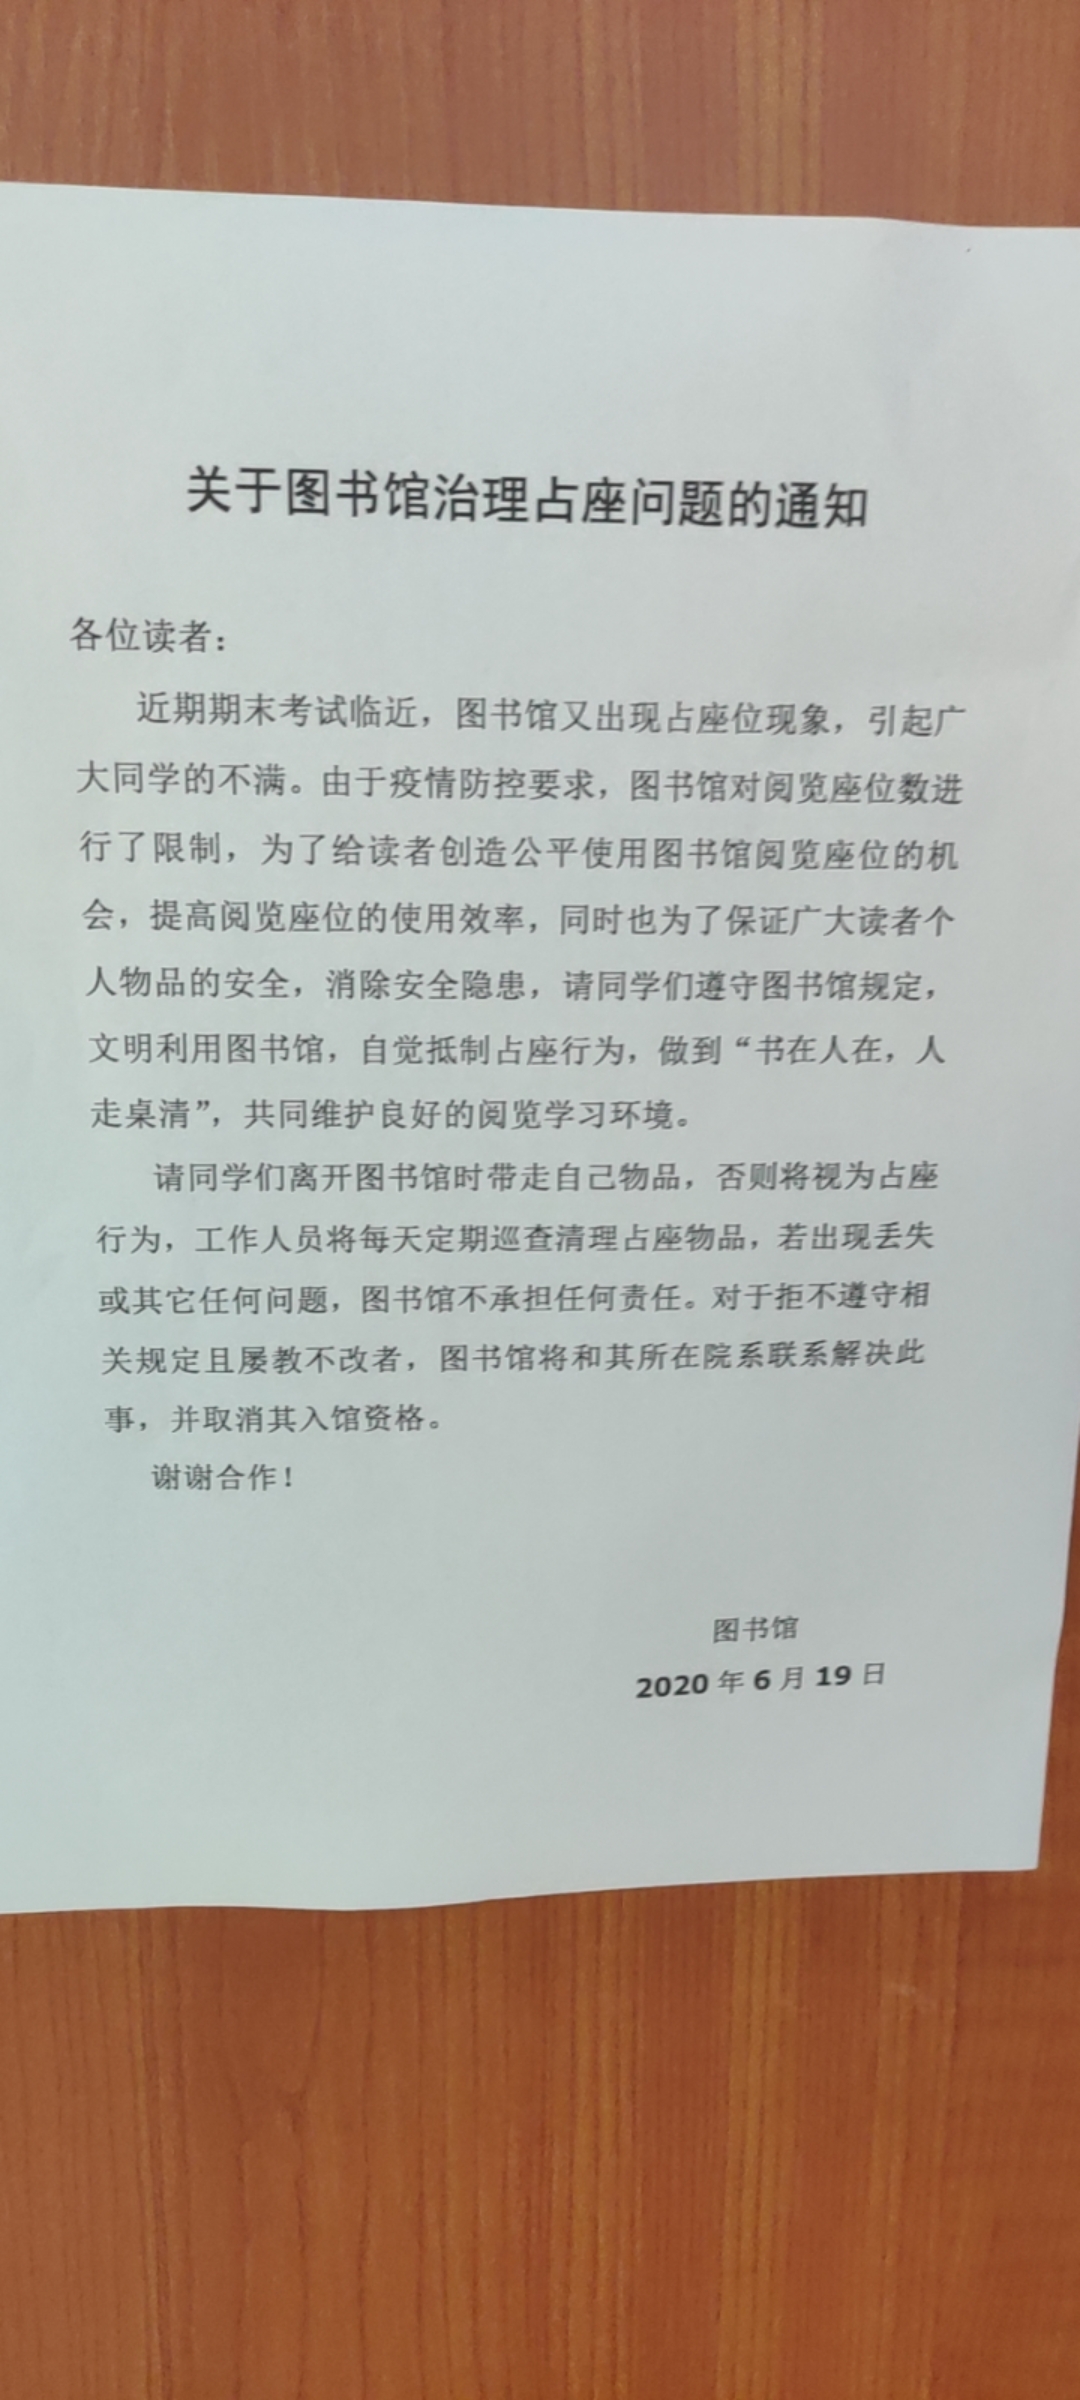 关于图书馆治理占座问题的通知
各位读者：
近期期末考试临近，图书馆又出现占座位现象，引起广
大同学的不满。由于疫情防控要求，图书馆对阅览座位数进
行了限制，为了给读者创造公平使用图书馆阅览座位的机
会，提高阅览座位的使用效率，同时也为了保证广大读者个
人物品的安全，消除安全隐患，请同学们遵守图书馆规定，
文明利用图书馆，自觉抵制占座行为，做到“书在人在，人
走桌清”，共同维护良好的阅览学习环境。
请同学们离开图书馆时带走自己物品，否则将视为占座
行为，工作人员将每天定期巡查清理占座物品，若出现丢失
或其它任何问题，图书馆不承担任何责任。对于拒不遵守相
关规定且屡教不改者，图书馆将和其所在院系联系解决此
事，并取消其入馆资格。
谢谢合作！
图书馆
2020 年 6 月 19 日